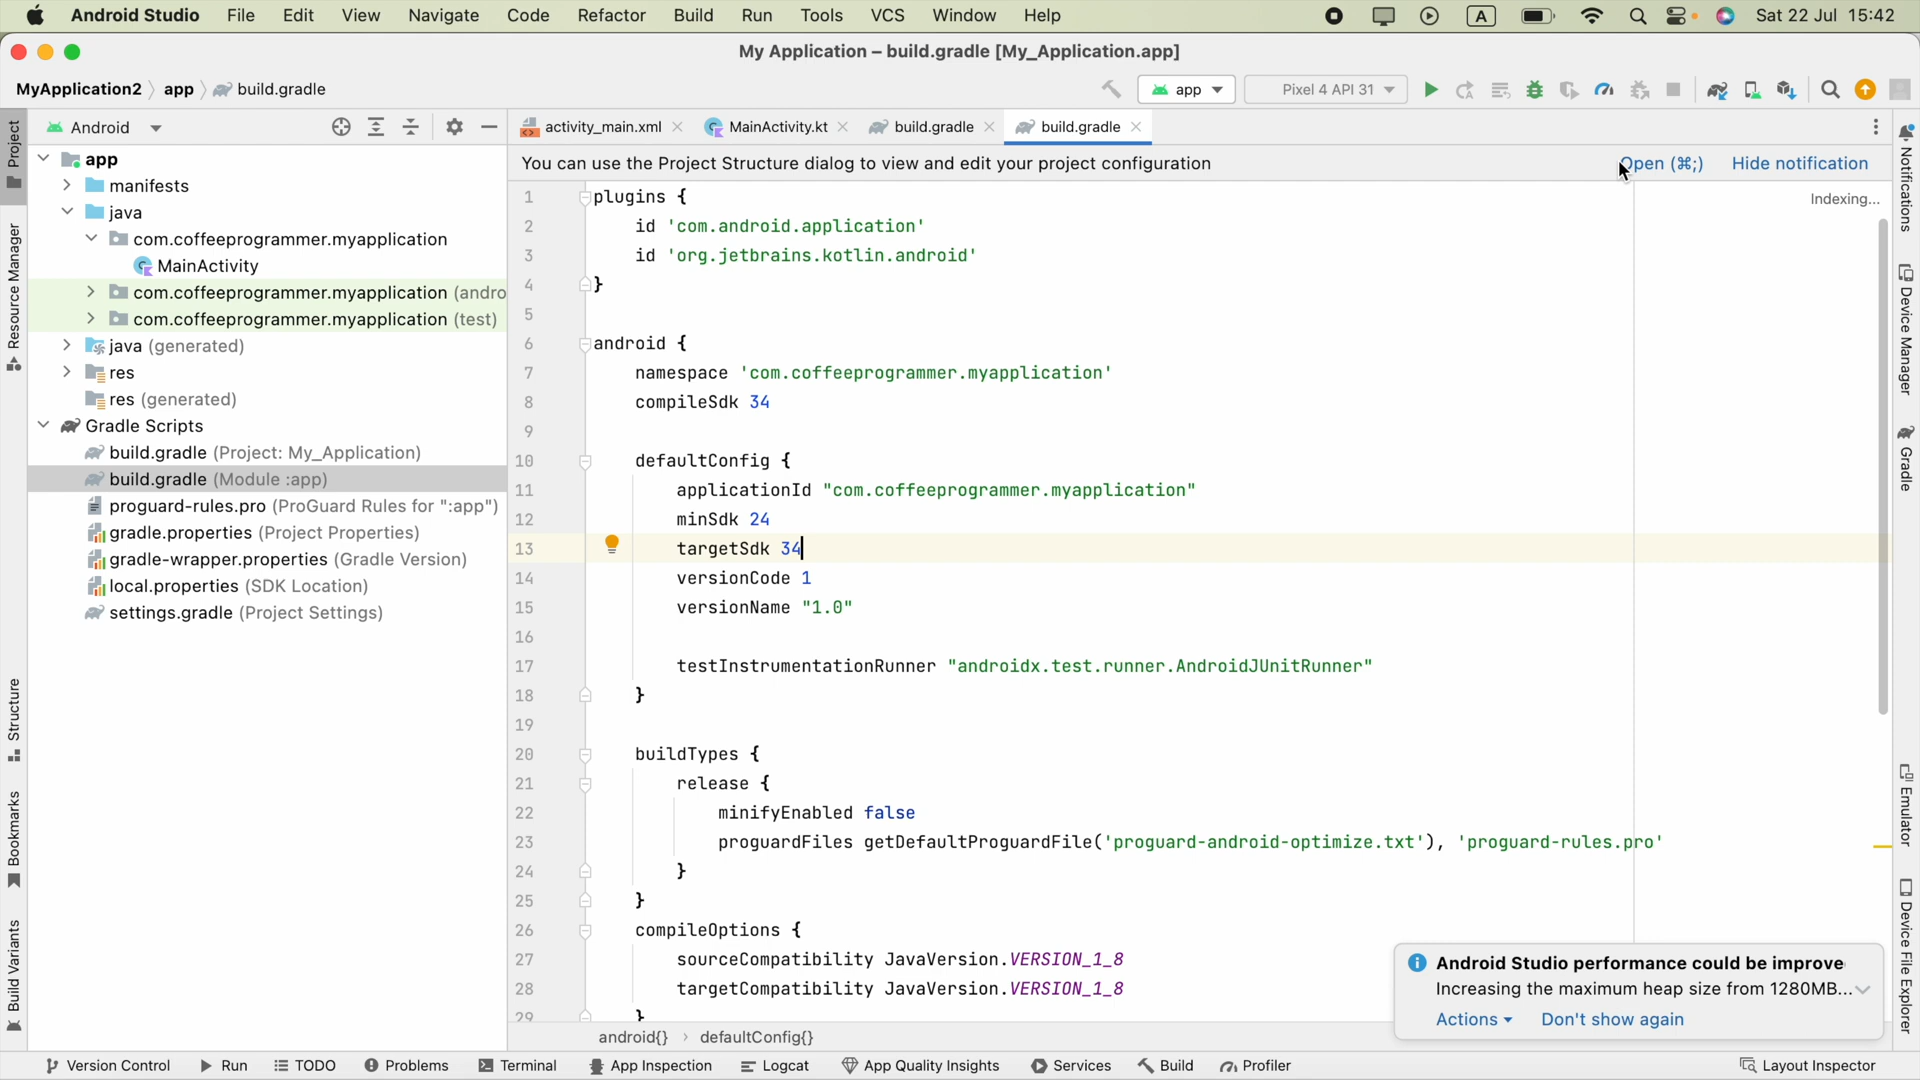 Android Studio File Edit View Navigate Code Refactor Build Run Tools VCS Window Help A Sat 22 Jul 15:42
My Application – build.gradle [My_Application.app]
MyApplication2 app build.gradle
app
Pixel 4 API 31
Android
activity_main.xml
MainActivity.kt
build.gradle
build.gradle
You can use the Project Structure dialog to view and edit your project configuration
Open (⌘;)
Hide notification
Indexing...
Project
Resource Manager
Structure
Bookmarks
Build Variants
app
manifests
java
com.coffeeprogrammer.myapplication
MainActivity
com.coffeeprogrammer.myapplication (andro
com.coffeeprogrammer.myapplication (test)
java (generated)
res
res (generated)
Gradle Scripts
build.gradle (Project: My_Application)
build.gradle (Module :app)
proguard-rules.pro (ProGuard Rules for ":app")
gradle.properties (Project Properties)
gradle-wrapper.properties (Gradle Version)
local.properties (SDK Location)
settings.gradle (Project Settings)
1 plugins {
2 id 'com.android.application'
3 id 'org.jetbrains.kotlin.android'
4 }
5
6 android {
7 namespace 'com.coffeeprogrammer.myapplication'
8 compileSdk 34
9
10 defaultConfig {
11 applicationId "com.coffeeprogrammer.myapplication"
12 minSdk 24
13 targetSdk 34
14 versionCode 1
15 versionName "1.0"
16
17 testInstrumentationRunner "androidx.test.runner.AndroidJUnitRunner"
18 }
19
20 buildTypes {
21 release {
22 minifyEnabled false
23 proguardFiles getDefaultProguardFile('proguard-android-optimize.txt'), 'proguard-rules.pro'
24 }
25 }
26 compileOptions {
27 sourceCompatibility JavaVersion.VERSION_1_8
28 targetCompatibility JavaVersion.VERSION_1_8
29 }
android{} › defaultConfig{}
Android Studio performance could be improve
Increasing the maximum heap size from 1280MB...
Actions
Don't show again
Notifications
Device Manager
Gradle
Emulator
Device File Explorer
Version Control Run TODO Problems Terminal App Inspection Logcat App Quality Insights Services Build Profiler Layout Inspector